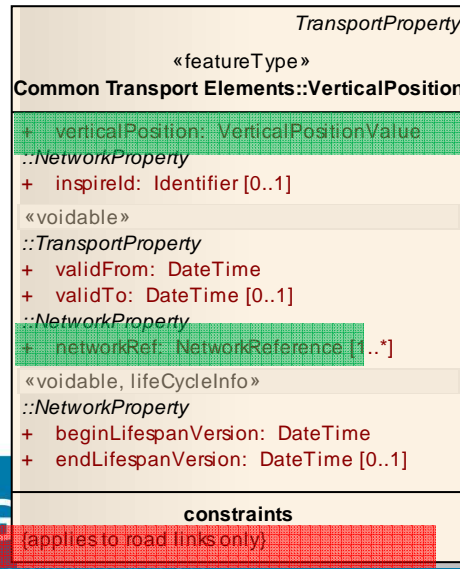 TransportProperty
«featureType»
Common Transport Elements::VerticalPosition
+ verticalPosition: VerticalPositionValue
::NetworkProperty
+ inspireId: Identifier [0..1]
«voidable»
::TransportProperty
+ validFrom: DateTime
+ validTo: DateTime [0..1]
::NetworkProperty
+ networkRef: NetworkReference [1..*]
«voidable, lifeCycleInfo»
::NetworkProperty
+ beginLifespanVersion: DateTime
+ endLifespanVersion: DateTime [0..1]
constraints
{applies to road links only}